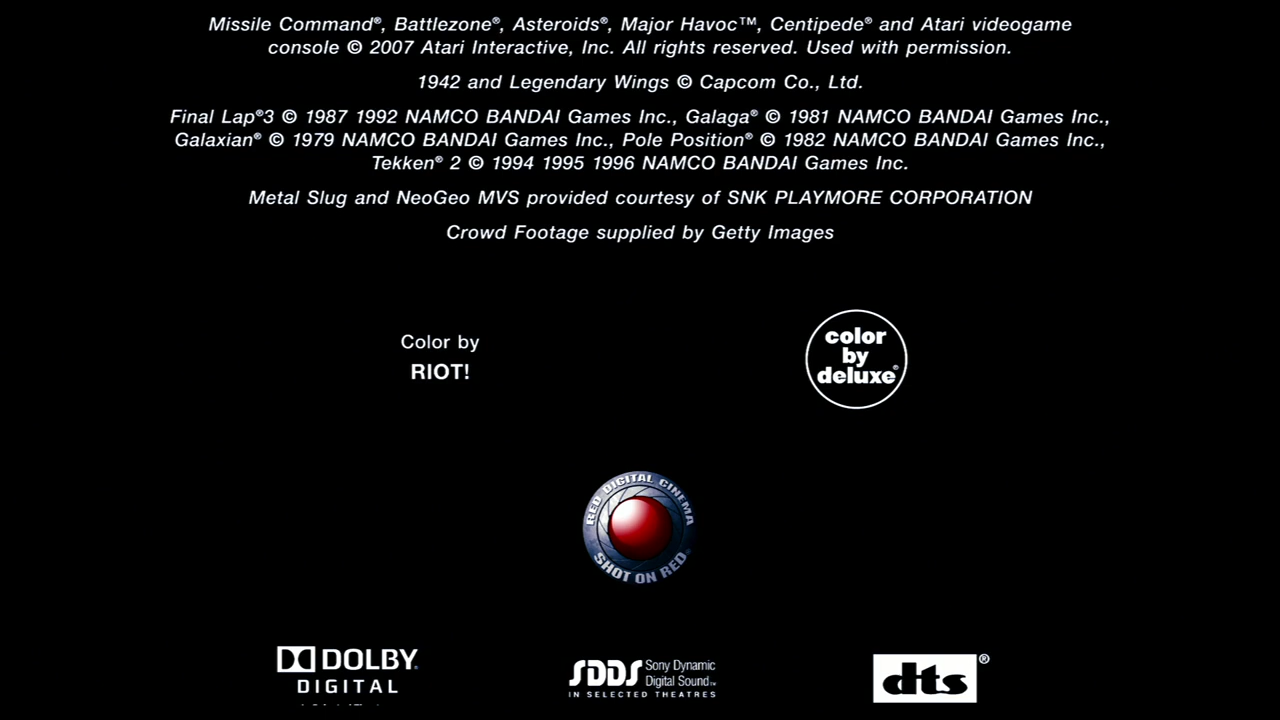 Missile Command®, Battlezone®, Asteroids®, Major Havoc™, Centipede® and Atari videogame
console © 2007 Atari Interactive, Inc. All rights reserved. Used with permission.
1942 and Legendary Wings © Capcom Co., Ltd.
Final Lap®3 © 1987 1992 NAMCO BANDAI Games Inc., Galaga® © 1981 NAMCO BANDAI Games Inc.,
Galaxian® © 1979 NAMCO BANDAI Games Inc., Pole Position® © 1982 NAMCO BANDAI Games Inc.,
Tekken® 2 © 1994 1995 1996 NAMCO BANDAI Games Inc.
Metal Slug and NeoGeo MVS provided courtesy of SNK PLAYMORE CORPORATION
Crowd Footage supplied by Getty Images
Color by
RIOT!
color
by
deluxe®
RED DIGITAL CINEMA
SHOT ON RED
DOLBY
DIGITAL
SDDS Sony Dynamic
Digital Sound™
IN SELECTED THEATRES
dts®